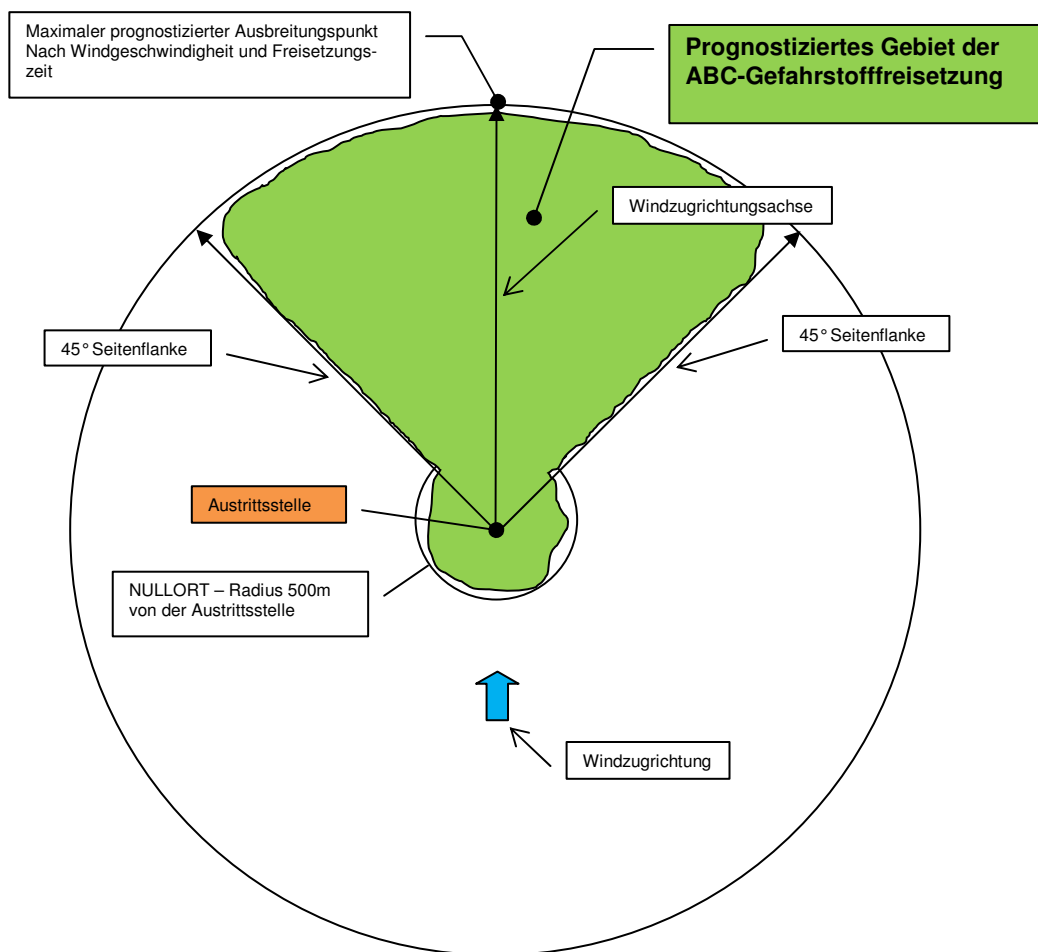 Maximaler prognostizierter Ausbreitungspunkt
Nach Windgeschwindigheit und Freisetzungs-
zeit
Prognostiziertes Gebiet der
ABC-Gefahrstofffreisetzung
Windzugrichtungsachse
45° Seitenflanke
45° Seitenflanke
Austrittsstelle
NULLORT – Radius 500m
von der Austrittsstelle
Windzugrichtung